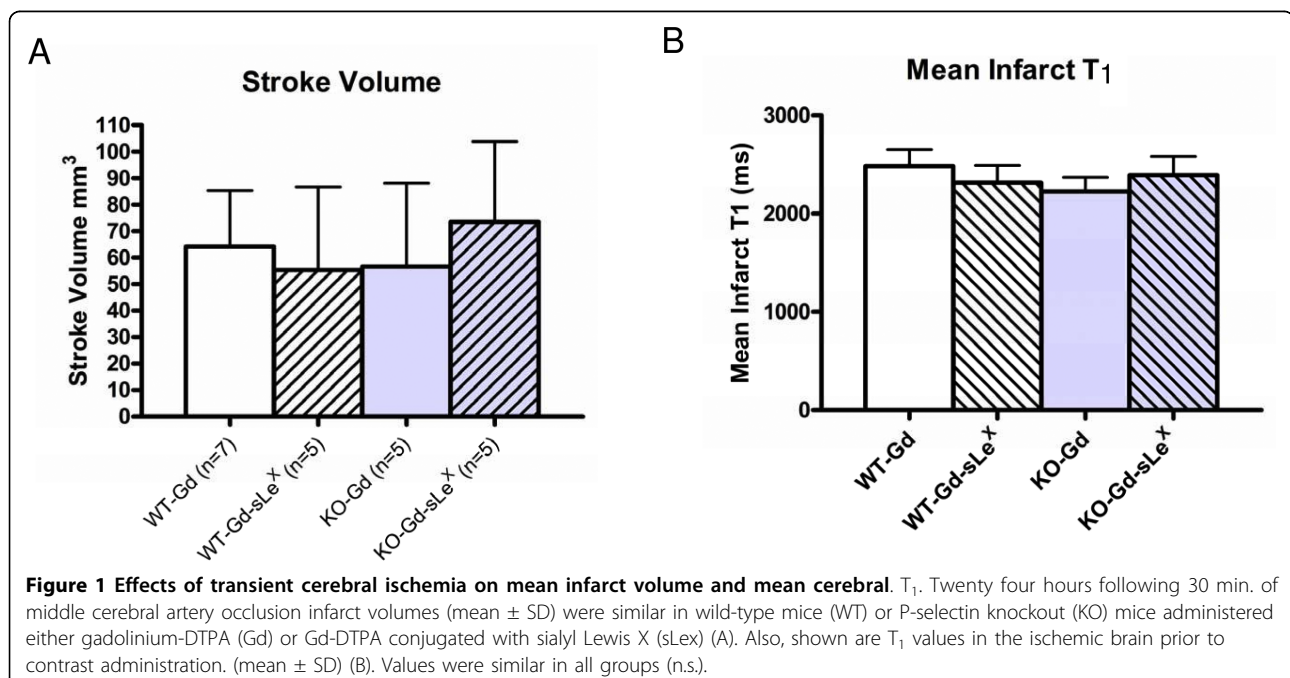 A
Stroke Volume
Stroke Volume mm³
110
100
90
80
70
60
50
40
30
20
10
0
WT-Gd (n=7)
WT-Gd-sLeX (n=5)
KO-Gd (n=5)
KO-Gd-sLeX (n=5)
B
Mean Infarct T1
Mean Infarct T1 (ms)
3000
2000
1000
0
WT-Gd
WT-Gd-sLeX
KO-Gd
KO-Gd-sLeX
Figure 1 Effects of transient cerebral ischemia on mean infarct volume and mean cerebral. T1. Twenty four hours following 30 min. of
middle cerebral artery occlusion infarct volumes (mean ± SD) were similar in wild-type mice (WT) or P-selectin knockout (KO) mice administered
either gadolinium-DTPA (Gd) or Gd-DTPA conjugated with sialyl Lewis X (sLex) (A). Also, shown are T1 values in the ischemic brain prior to
contrast administration. (mean ± SD) (B). Values were similar in all groups (n.s.).